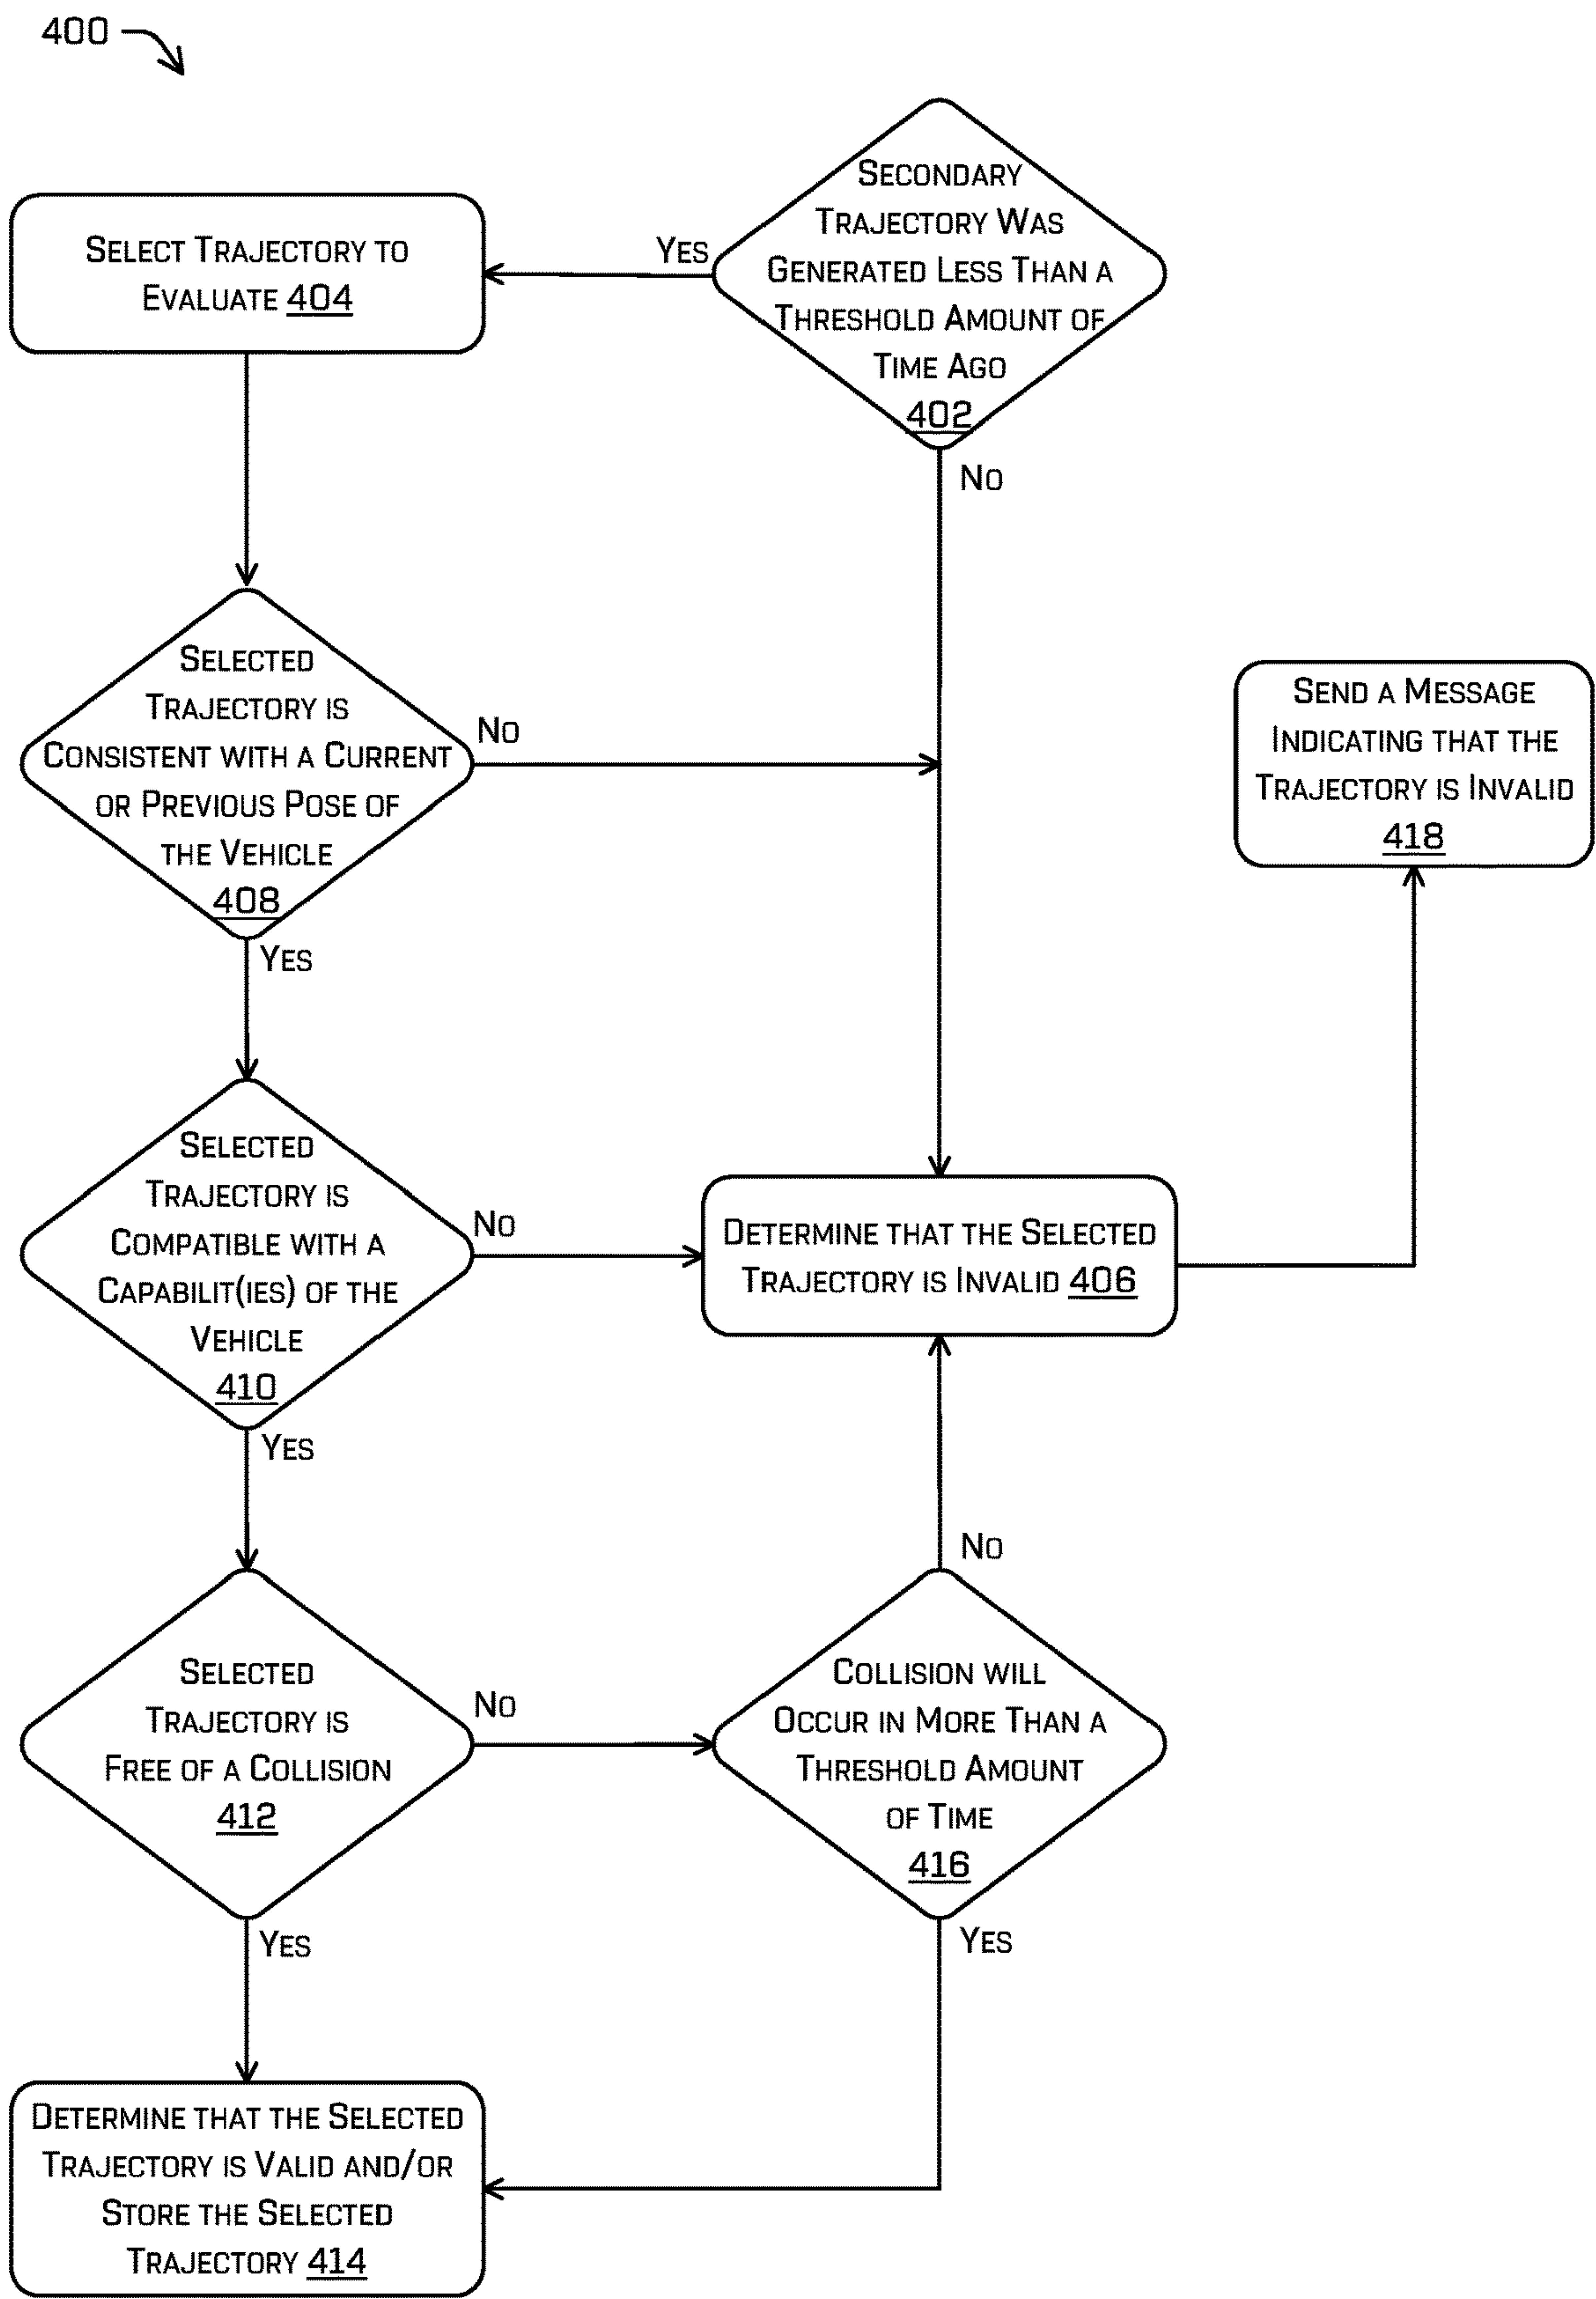 400
SECONDARY
TRAJECTORY WAS
GENERATED LESS THAN A
THRESHOLD AMOUNT OF
TIME AGO
402
YES
NO
SELECT TRAJECTORY TO
EVALUATE 404
SELECTED
TRAJECTORY IS
CONSISTENT WITH A CURRENT
OR PREVIOUS POSE OF
THE VEHICLE
408
NO
YES
SEND A MESSAGE
INDICATING THAT THE
TRAJECTORY IS INVALID
418
SELECTED
TRAJECTORY IS
COMPATIBLE WITH A
CAPABILIT(IES) OF THE
VEHICLE
410
NO
YES
DETERMINE THAT THE SELECTED
TRAJECTORY IS INVALID 406
SELECTED
TRAJECTORY IS
FREE OF A COLLISION
412
NO
YES
COLLISION WILL
OCCUR IN MORE THAN A
THRESHOLD AMOUNT
OF TIME
416
NO
YES
DETERMINE THAT THE SELECTED
TRAJECTORY IS VALID AND/OR
STORE THE SELECTED
TRAJECTORY 414